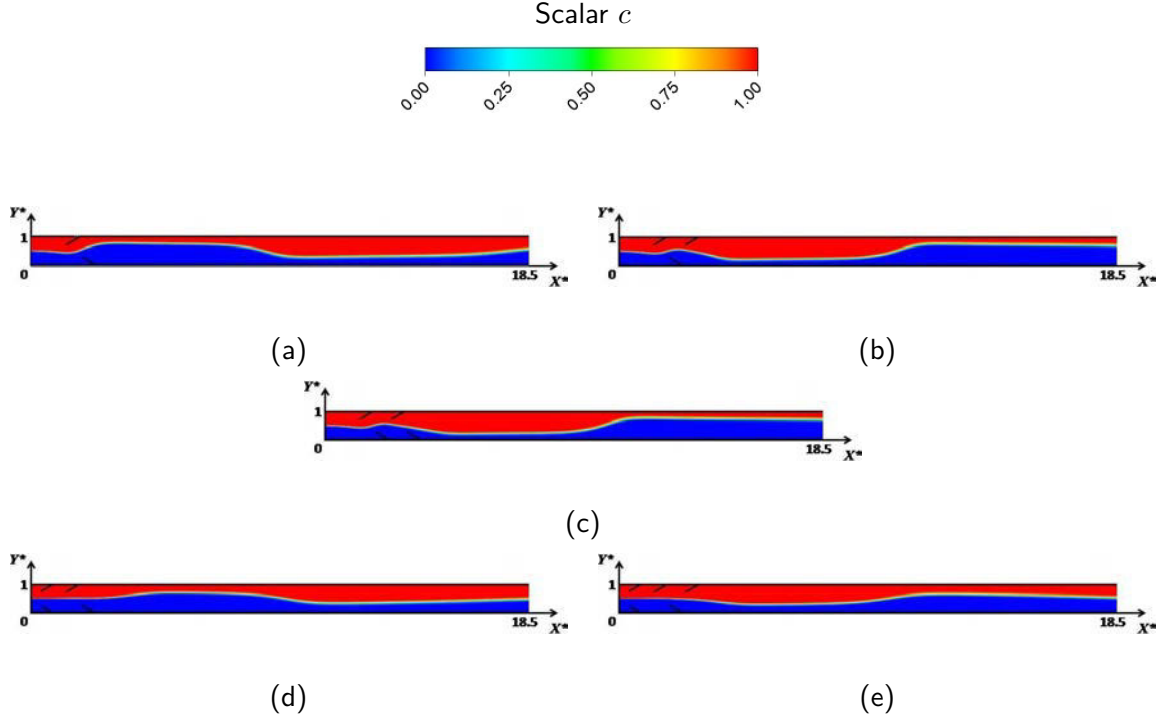 Scalar c
0.00 0.25 0.50 0.75 1.00
Y* Y*
1 1
0 18.5 X* 0 18.5 X*
(a) (b)
Y*
1
0 18.5 X*
(c)
Y* Y*
1 1
0 18.5 X* 0 18.5 X*
(d) (e)